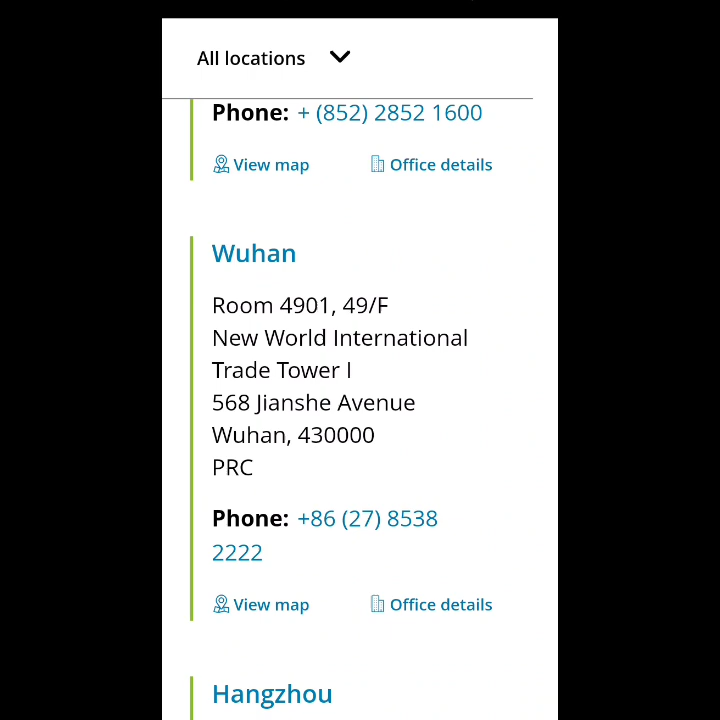 All locations
Phone: + (852) 2852 1600
View map Office details
Wuhan
Room 4901, 49/F
New World International
Trade Tower I
568 Jianshe Avenue
Wuhan, 430000
PRC
Phone: +86 (27) 8538
2222
View map Office details
Hangzhou